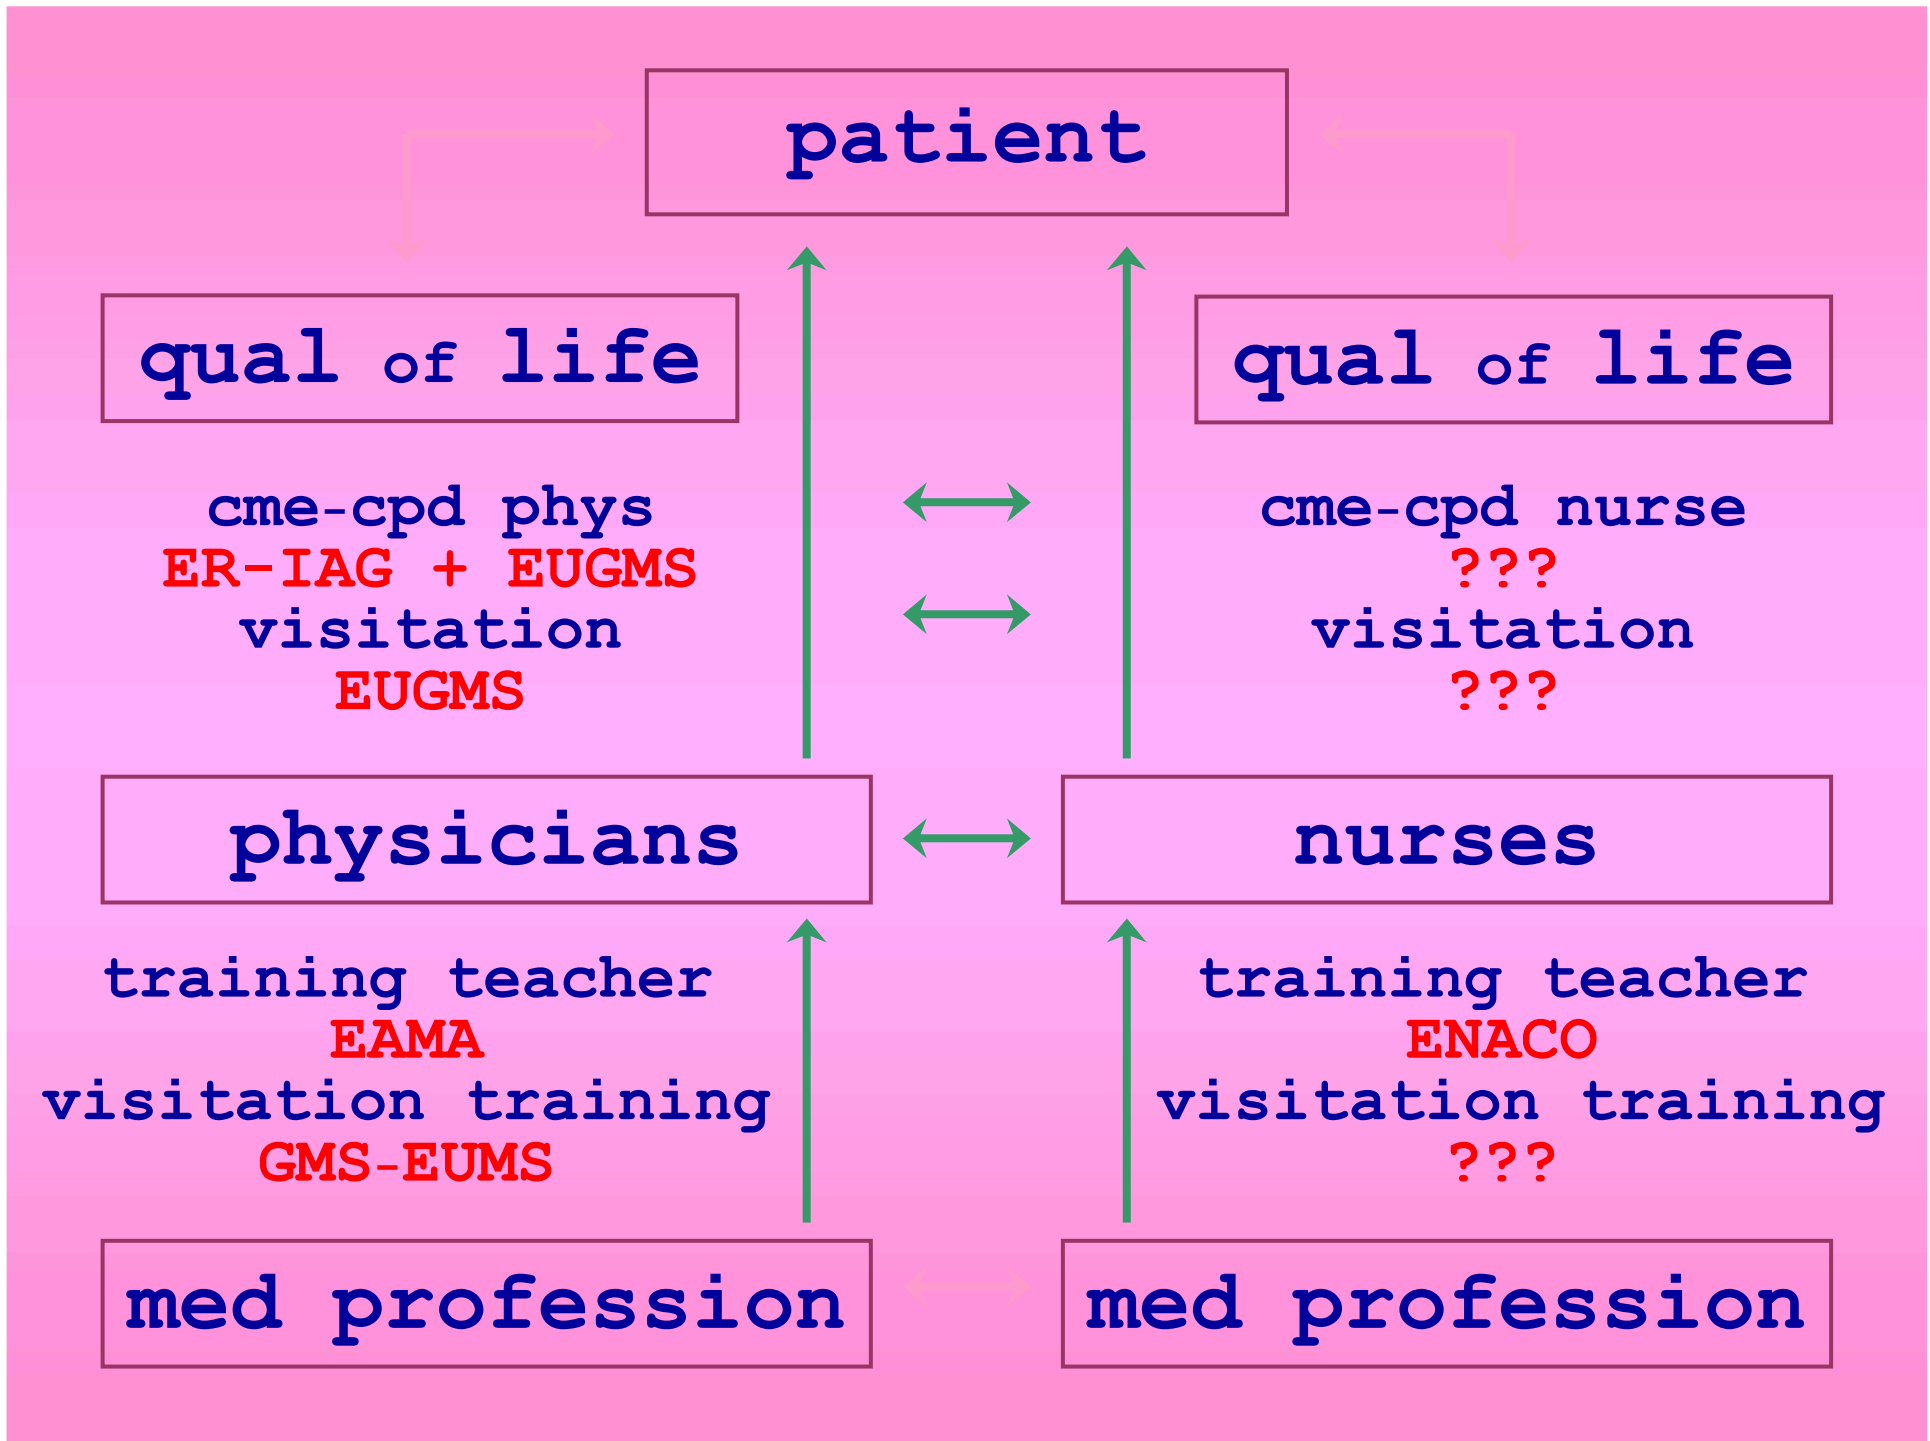 patient
qual of life
qual of life
cme-cpd phys
ER-IAG + EUGMS
visitation
EUGMS
cme-cpd nurse
???
visitation
???
physicians
nurses
training teacher
EAMA
visitation training
GMS-EUMS
training teacher
ENACO
visitation training
???
med profession
med profession